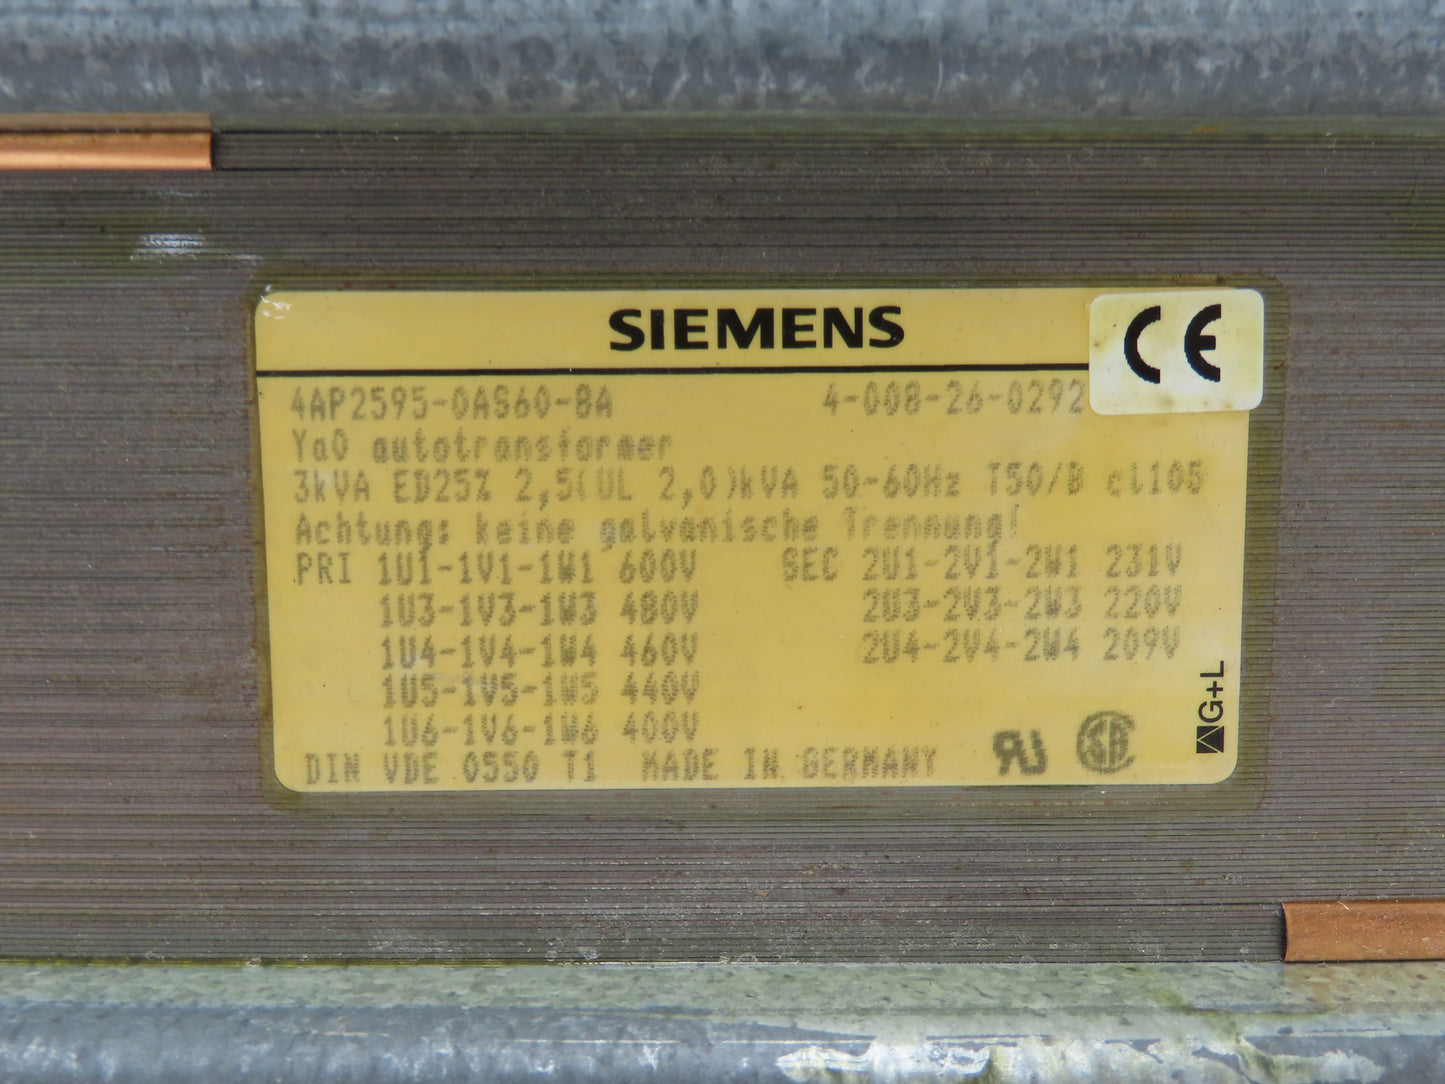 SIEMENS CE
4AP2595-0AS60-8A 4-008-26-0292
Ya0 autotransformer
3kVA ED25% 2,5(UL 2,0)kVA 50-60Hz T50/B cl105
Achtung: keine galvanische Trennung!
PRI 1U1-1V1-1W1 600V SEC 2U1-2V1-2W1 231V
1U3-1V3-1W3 480V 2U3-2V3-2W3 220V
1U4-1V4-1W4 460V 2U4-2V4-2W4 209V
1U5-1V5-1W5 440V
1U6-1V6-1W6 400V
DIN VDE 0550 T1 MADE IN GERMANY
G+L